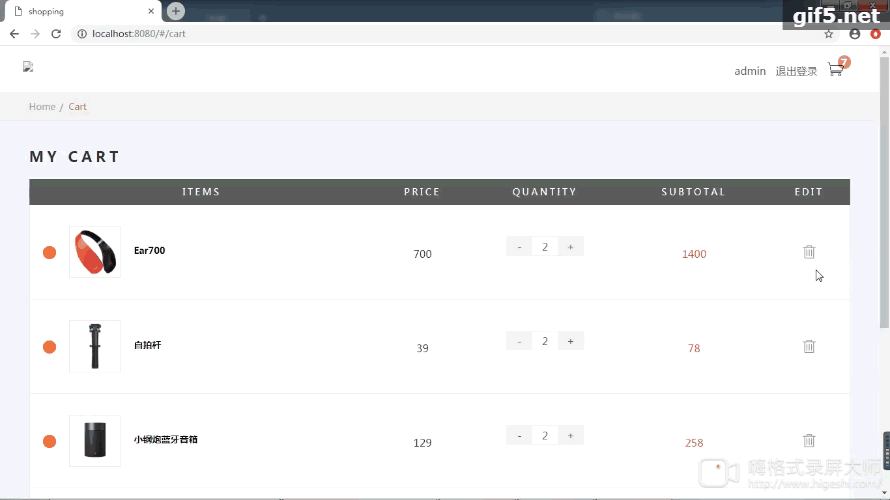 shopping
gif5.net
localhost:8080/#/cart
admin 退出登录 7
Home / Cart
MY CART
ITEMS PRICE QUANTITY SUBTOTAL EDIT
Ear700 700 - 2 + 1400
自拍杆 39 - 2 + 78
小钢炮蓝牙音箱 129 - 2 + 258
嗨格式录屏大师
http://www.higeshi.com/